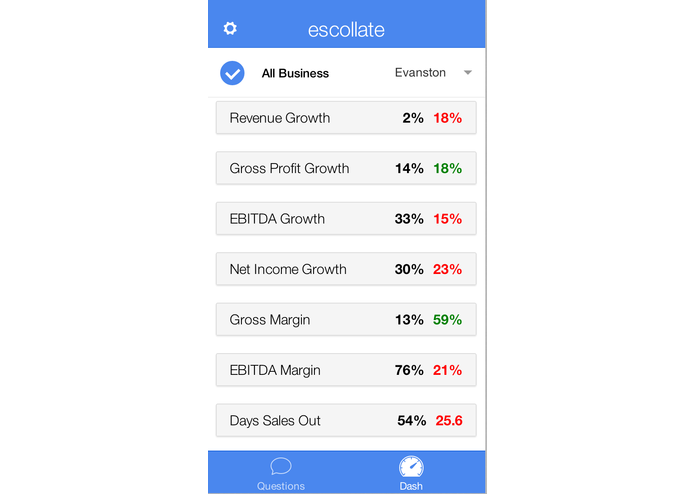 escollate
All Business Evanston
Revenue Growth 2% 18%
Gross Profit Growth 14% 18%
EBITDA Growth 33% 15%
Net Income Growth 30% 23%
Gross Margin 13% 59%
EBITDA Margin 76% 21%
Days Sales Out 54% 25.6
Questions Dash